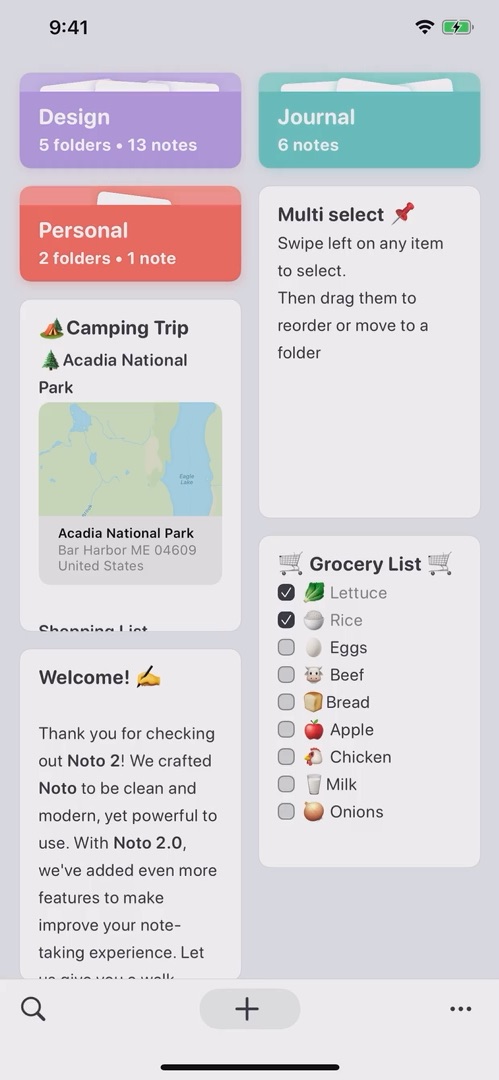 9:41
Design
5 folders • 13 notes
Journal
6 notes
Personal
2 folders • 1 note
Multi select 📌
Swipe left on any item
to select.
Then drag them to
reorder or move to a
folder
🏕️Camping Trip
🌲Acadia National
Park
Eagle
Lake
Acadia National Park
Bar Harbor ME 04609
United States
Shopping List
🛒 Grocery List 🛒
🥬 Lettuce
🍚 Rice
🥚 Eggs
🐮 Beef
🍞Bread
🍎 Apple
🐔 Chicken
🥛Milk
🧅 Onions
Welcome! ✍️
Thank you for checking
out Noto 2! We crafted
Noto to be clean and
modern, yet powerful to
use. With Noto 2.0,
we've added even more
features to make
improve your note-
taking experience. Let
us give you a walk